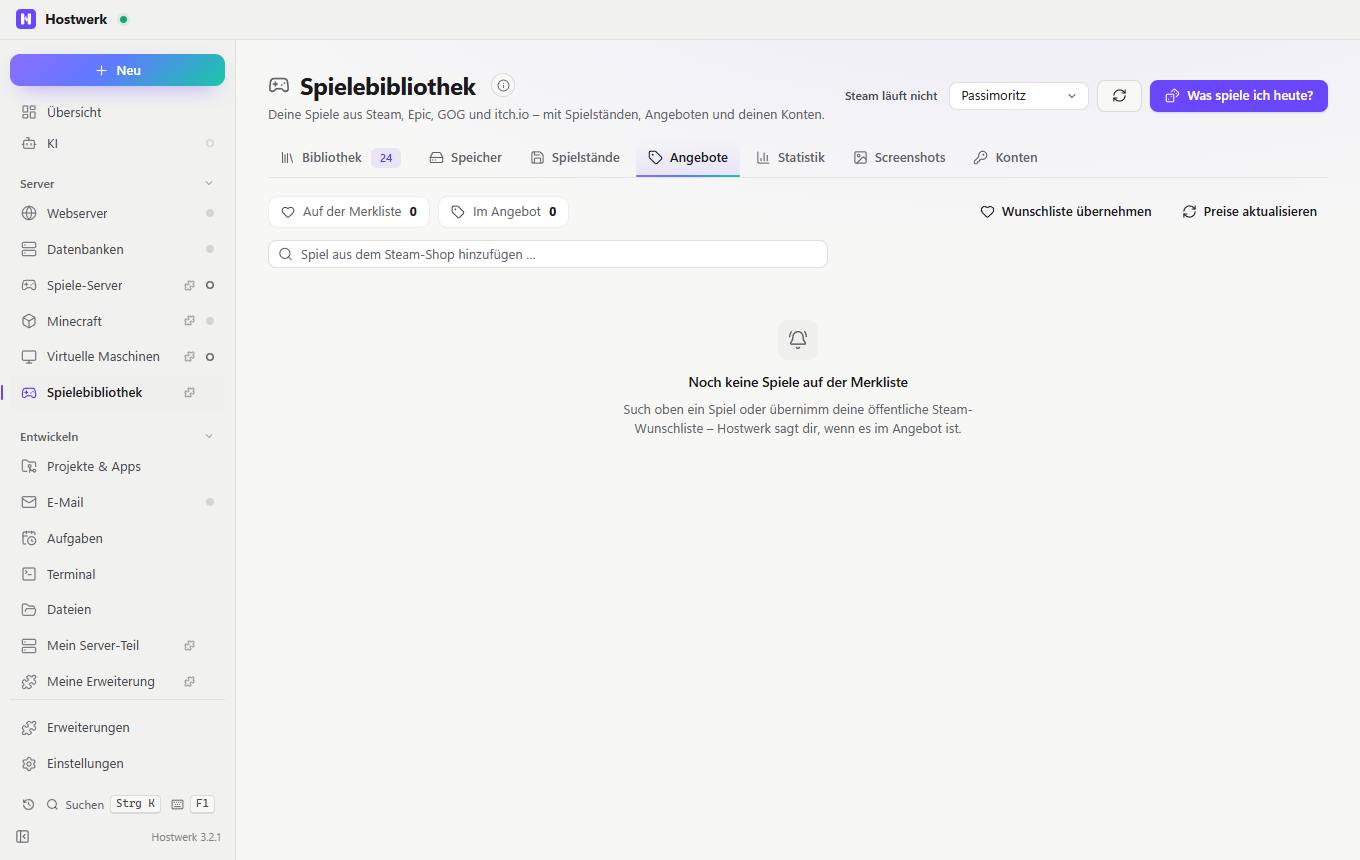 Hostwerk
Neu
Übersicht
KI
Server
Webserver
Datenbanken
Spiele-Server
Minecraft
Virtuelle Maschinen
Spielebibliothek
Entwickeln
Projekte & Apps
E-Mail
Aufgaben
Terminal
Dateien
Mein Server-Teil
Meine Erweiterung
Erweiterungen
Einstellungen
Suchen Strg K F1
Hostwerk 3.2.1
Spielebibliothek
Deine Spiele aus Steam, Epic, GOG und itch.io – mit Spielständen, Angeboten und deinen Konten.
Steam läuft nicht
Passimoritz
Was spiele ich heute?
Bibliothek 24 Speicher Spielstände Angebote Statistik Screenshots Konten
Auf der Merkliste 0 Im Angebot 0 Wunschliste übernehmen Preise aktualisieren
Spiel aus dem Steam-Shop hinzufügen ...
Noch keine Spiele auf der Merkliste
Such oben ein Spiel oder übernimm deine öffentliche Steam-
Wunschliste – Hostwerk sagt dir, wenn es im Angebot ist.